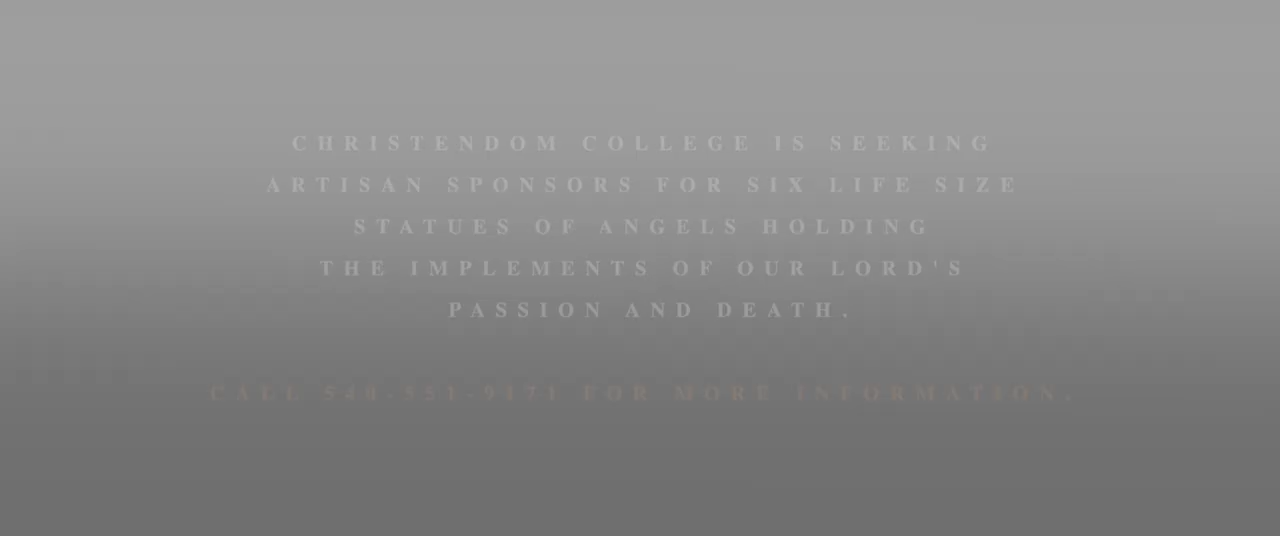 CHRISTENDOM COLLEGE IS SEEKING
ARTISAN SPONSORS FOR SIX LIFE SIZE
STATUES OF ANGELS HOLDING
THE IMPLEMENTS OF OUR LORD'S
PASSION AND DEATH.
CALL 540-551-9171 FOR MORE INFORMATION.